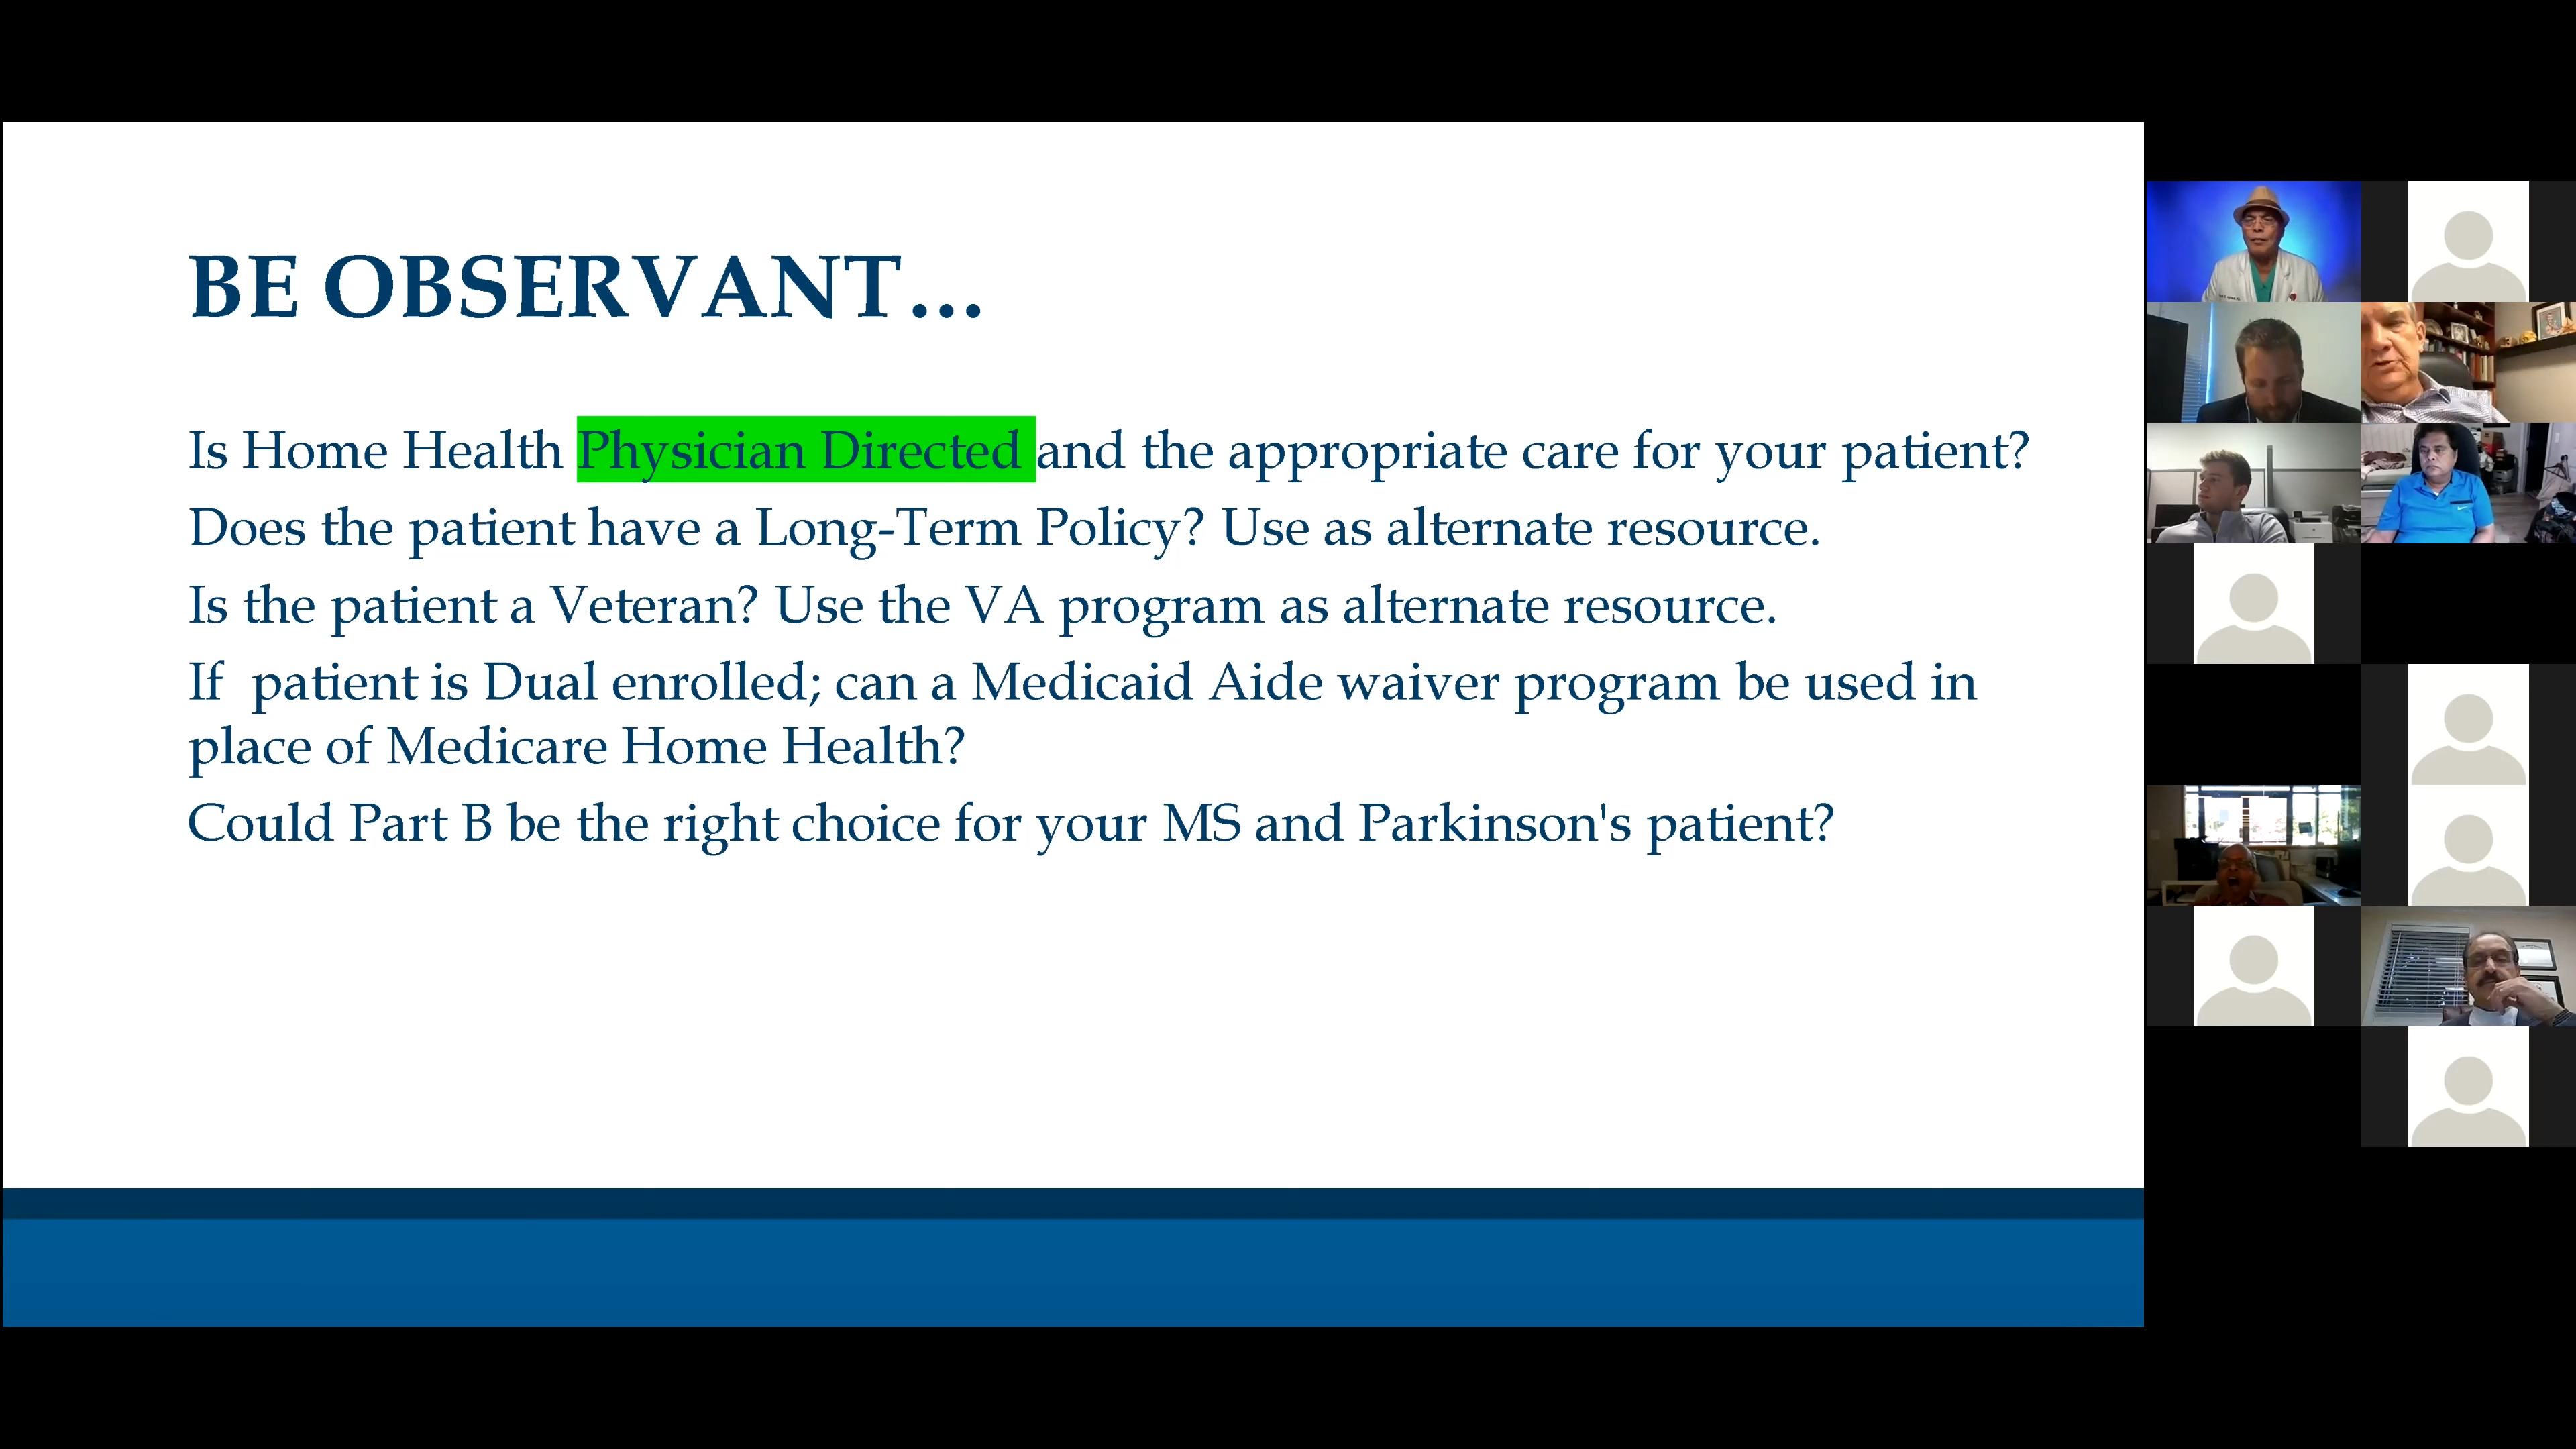 BE OBSERVANT...
Is Home Health Physician Directed and the appropriate care for your patient?
Does the patient have a Long-Term Policy? Use as alternate resource.
Is the patient a Veteran? Use the VA program as alternate resource.
If  patient is Dual enrolled; can a Medicaid Aide waiver program be used in
place of Medicare Home Health?
Could Part B be the right choice for your MS and Parkinson's patient?